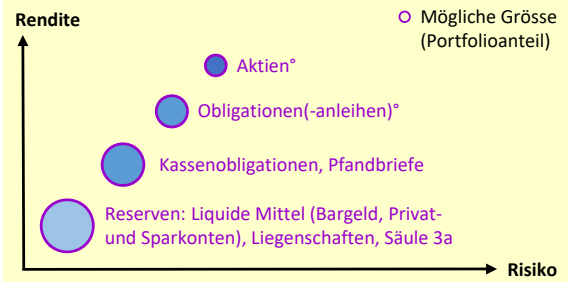 Rendite
Mögliche Grösse
(Portfolioanteil)
Aktien°
Obligationen(-anleihen)°
Kassenobligationen, Pfandbriefe
Reserven: Liquide Mittel (Bargeld, Privat-
und Sparkonten), Liegenschaften, Säule 3a
Risiko